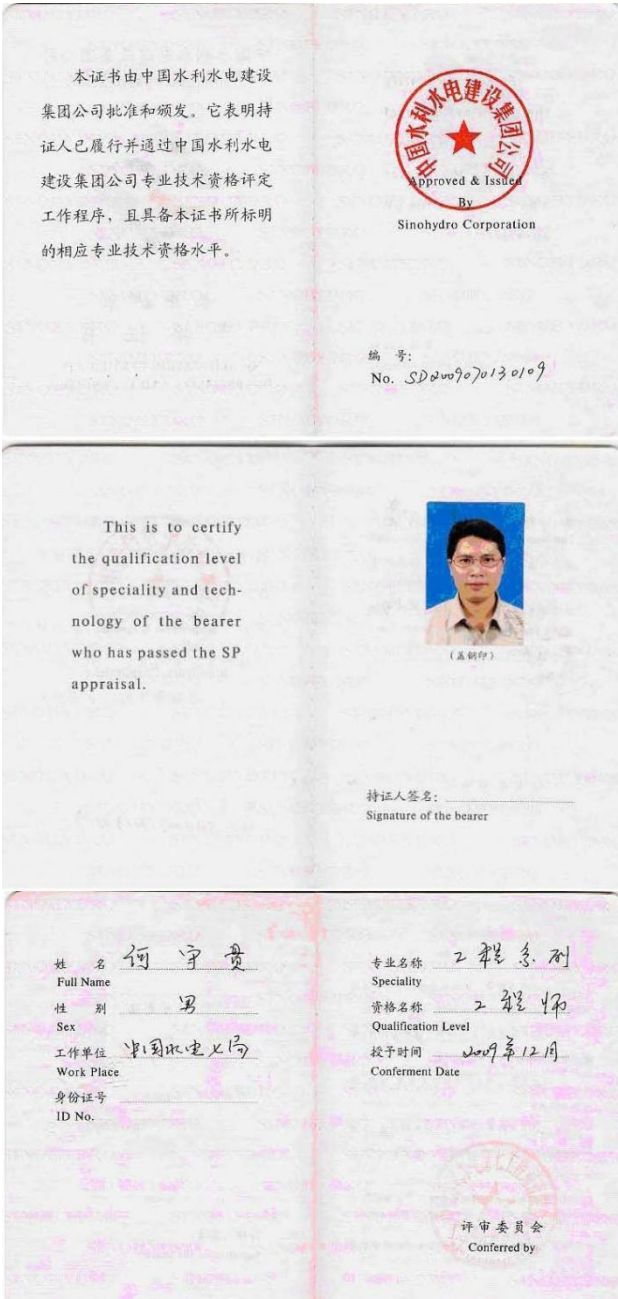 本证书由中国水利水电建设
集团公司批准和颁发。它表明持
证人已履行并通过中国水利水电
建设集团公司专业技术资格评定
工作程序，且具备本证书所标明
的相应专业技术资格水平。
中国水利水电建设集团公司
Approved & Issued
By
Sinohydro Corporation
编 号：
No. SD2009070130109
This is to certify
the qualification level
of speciality and tech-
nology of the bearer
who has passed the SP
appraisal.
(盖钢印)
持证人签名：
Signature of the bearer
姓 名 何守贵
Full Name
性 别 男
Sex
工作单位 中国水电七局
Work Place
身份证号
ID No.
专业名称 工程系列
Speciality
资格名称 工程师
Qualification Level
授予时间 2009年12月
Conferment Date
评审委员会
Conferred by